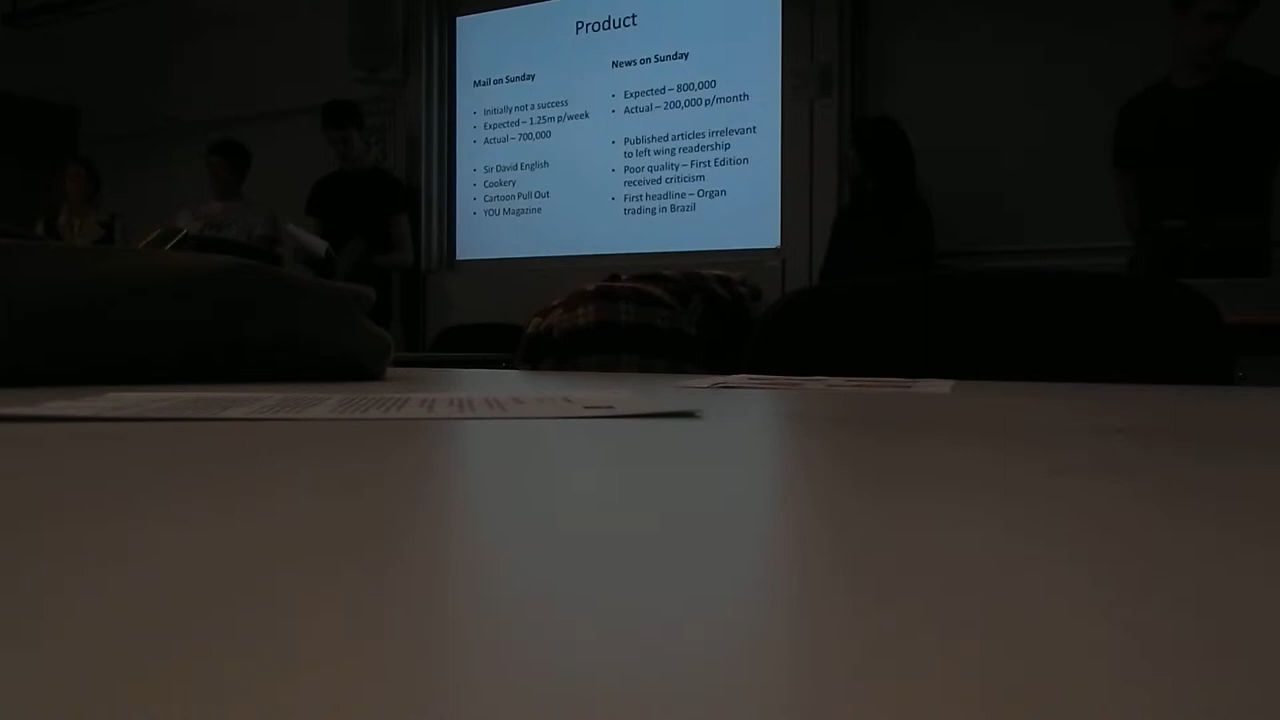 Product
Mail on Sunday
• Initially not a success
• Expected – 1.25m p/week
• Actual – 700,000
• Sir David English
• Cookery
• Cartoon Pull Out
• YOU Magazine
News on Sunday
• Expected – 800,000
• Actual – 200,000 p/month
• Published articles irrelevant
to left wing readership
• Poor quality – First Edition
received criticism
• First headline – Organ
trading in Brazil